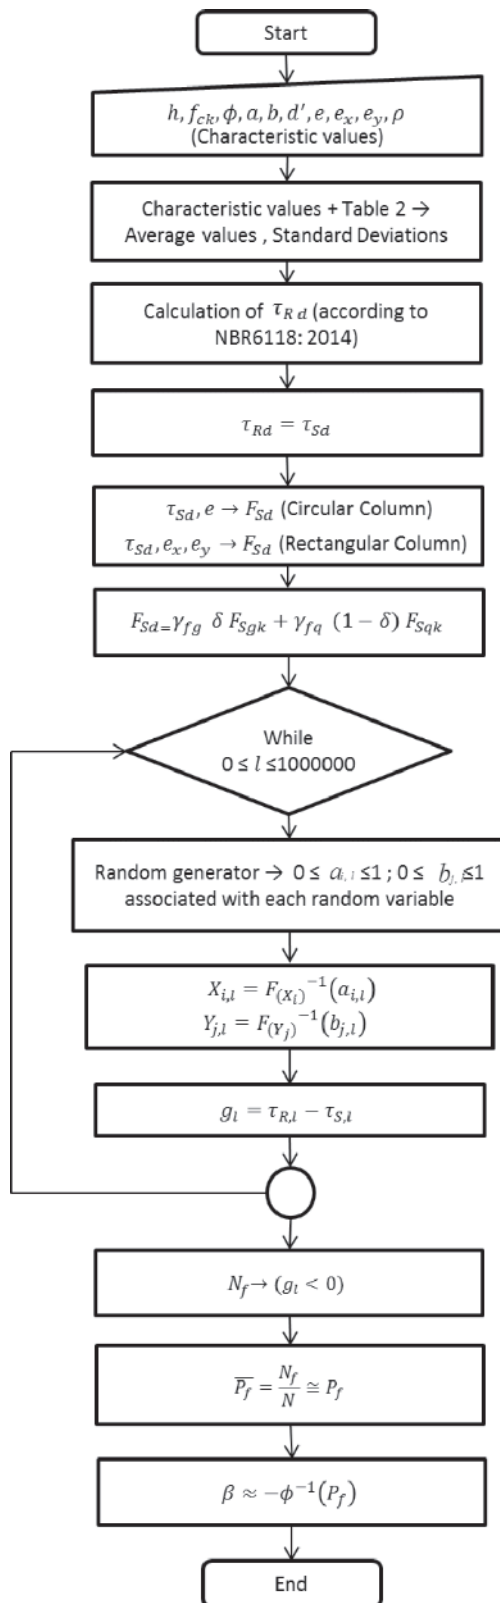 Start
h, f_ck, ϕ, a, b, d', e, e_x, e_y, ρ
(Characteristic values)
Characteristic values + Table 2 →
Average values , Standard Deviations
Calculation of τ_Rd (according to
NBR6118: 2014)
τ_Rd = τ_Sd
τ_Sd, e → F_Sd (Circular Column)
τ_Sd, e_x, e_y → F_Sd (Rectangular Column)
F_Sd= γ_fg δ F_Sgk + γ_fq (1 − δ) F_Sqk
While
0 ≤ l ≤1000000
Random generator → 0 ≤ a_i,l ≤1 ; 0 ≤ b_j, ≤1
associated with each random variable
X_i,l = F_(X_i)^−1(a_i,l)
Y_j,l = F_(Y_j)^−1(b_j,l)
g_l = τ_R,l − τ_S,l
N_f → (g_l < 0)
P̅_f = N_f/N ≅ P_f
β ≈ −ϕ^−1(P_f)
End